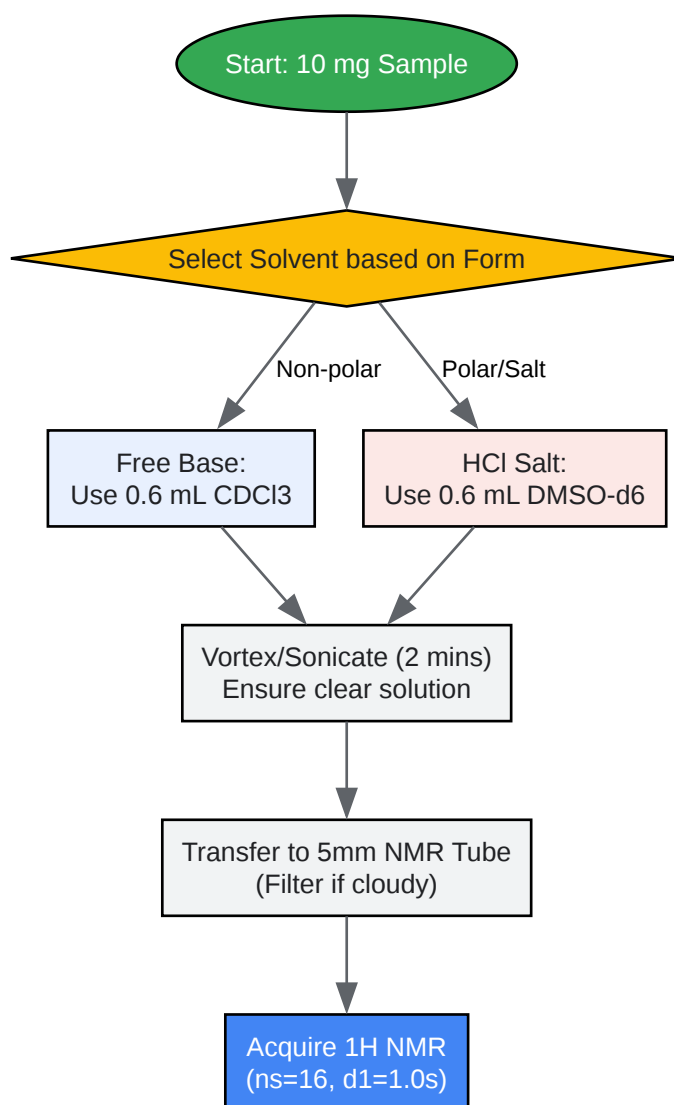 Start: 10 mg Sample
Select Solvent based on Form
Non-polar
Polar/Salt
Free Base:
Use 0.6 mL CDCl3
HCl Salt:
Use 0.6 mL DMSO-d6
Vortex/Sonicate (2 mins)
Ensure clear solution
Transfer to 5mm NMR Tube
(Filter if cloudy)
Acquire 1H NMR
(ns=16, d1=1.0s)